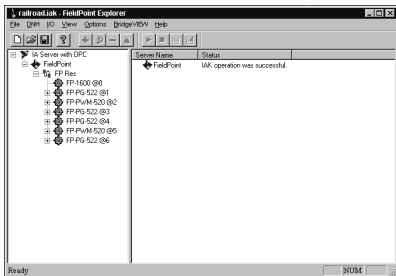 railroad.iak - FieldPoint Explorer
File DNH I/O View Options BridgeVIEW Help
Server Name Status
IA Server with OPC
FieldPoint
FP Res
FP-1600 @0
FP-PG-522 @1
FP-PWM-520 @2
FP-PG-522 @3
FP-PG-522 @4
FP-PWM-520 @5
FP-PG-522 @6
FieldPoint IAK operation was successful.
Ready NUM